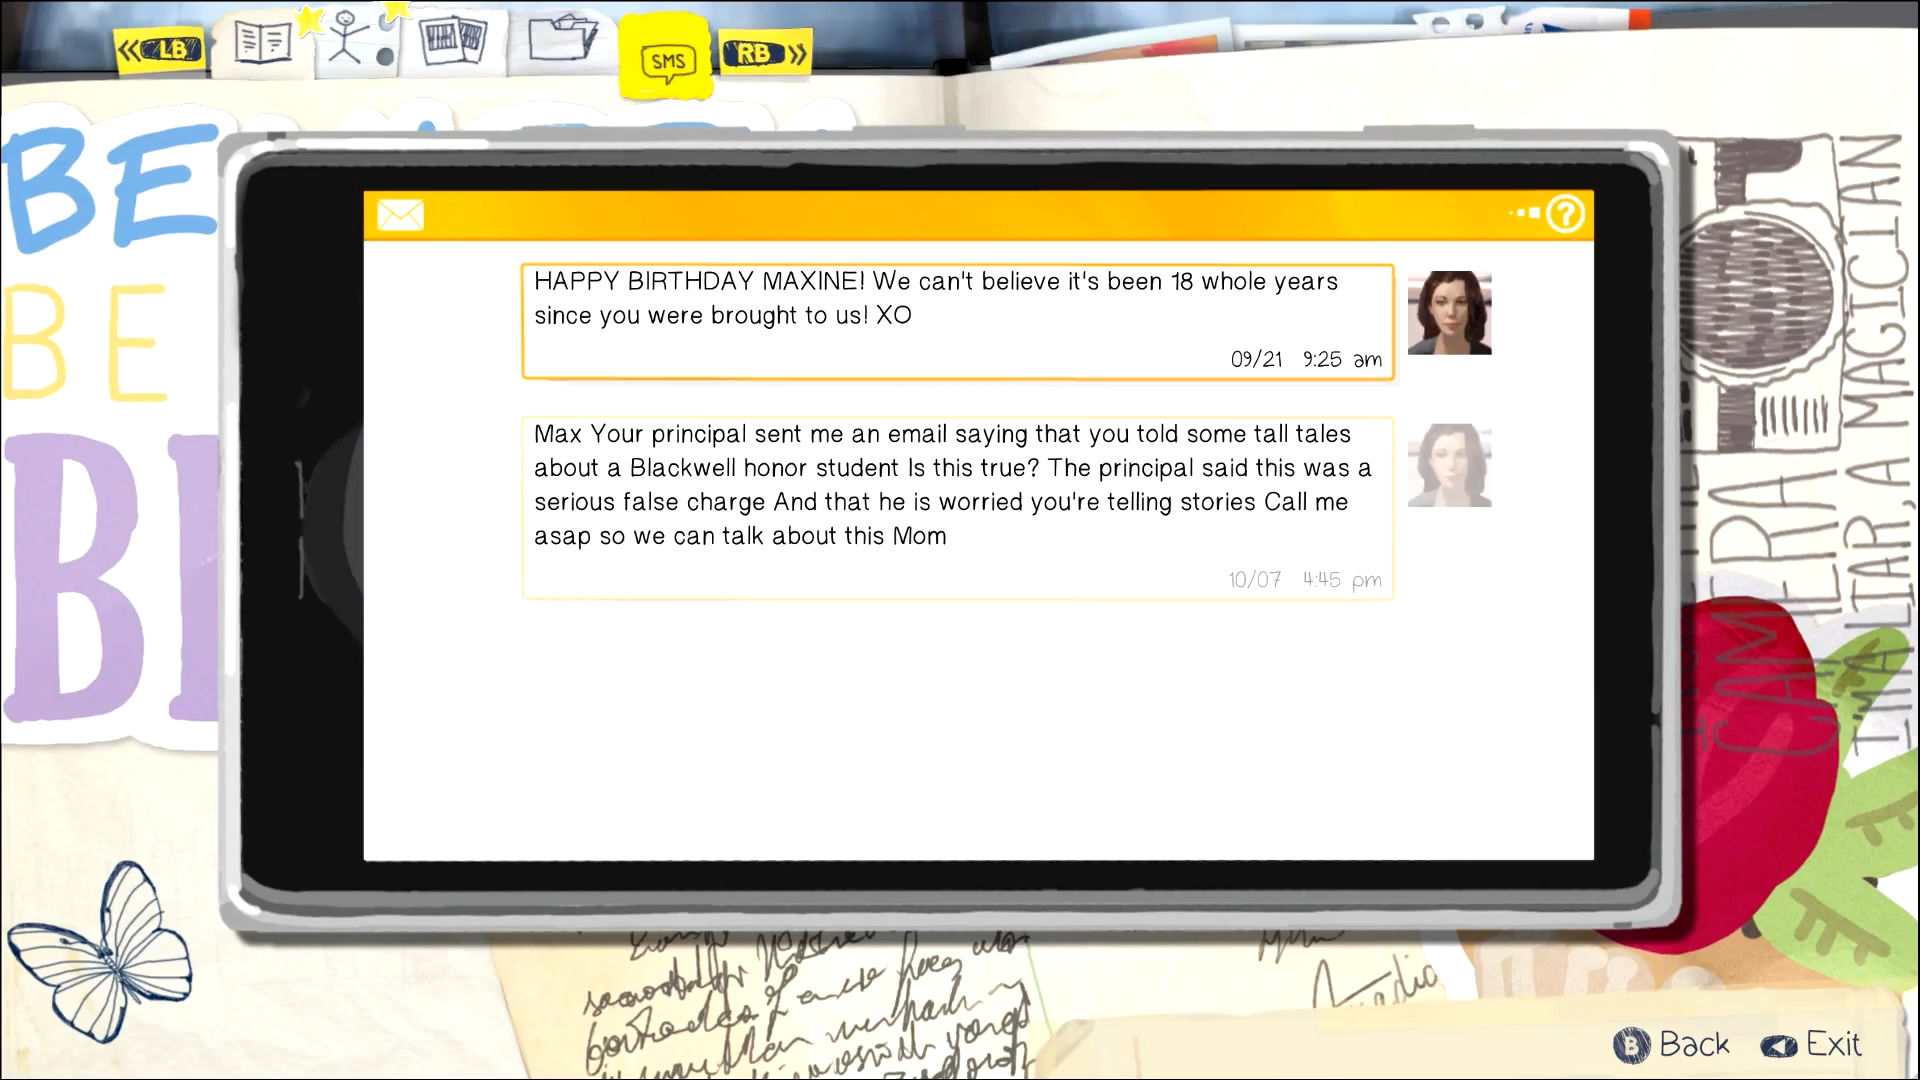 LB
SMS
RB
HAPPY BIRTHDAY MAXINE! We can't believe it's been 18 whole years
since you were brought to us! XO
09/21 9:25 am
Max Your principal sent me an email saying that you told some tall tales
about a Blackwell honor student Is this true? The principal said this was a
serious false charge And that he is worried you're telling stories Call me
asap so we can talk about this Mom
10/07 4:45 pm
BE
BE
CAMERA
LIAR, A MAGICIAN
B Back
Exit